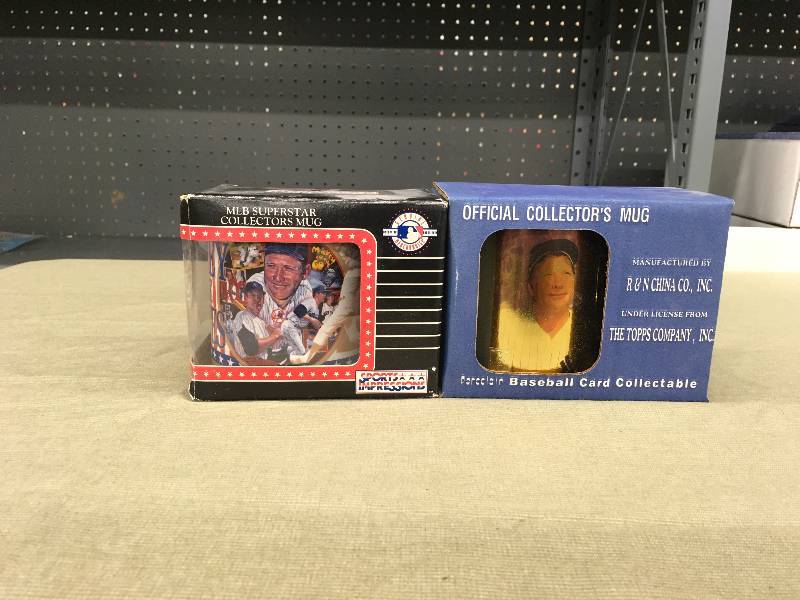 MLB SUPERSTAR
COLLECTORS MUG
SPORTS
IMPRESSIONS
OFFICIAL COLLECTOR'S MUG
MANUFACTURED BY
R & N CHINA CO., INC.
UNDER LICENSE FROM
THE TOPPS COMPANY, INC.
Porcelain Baseball Card Collectable